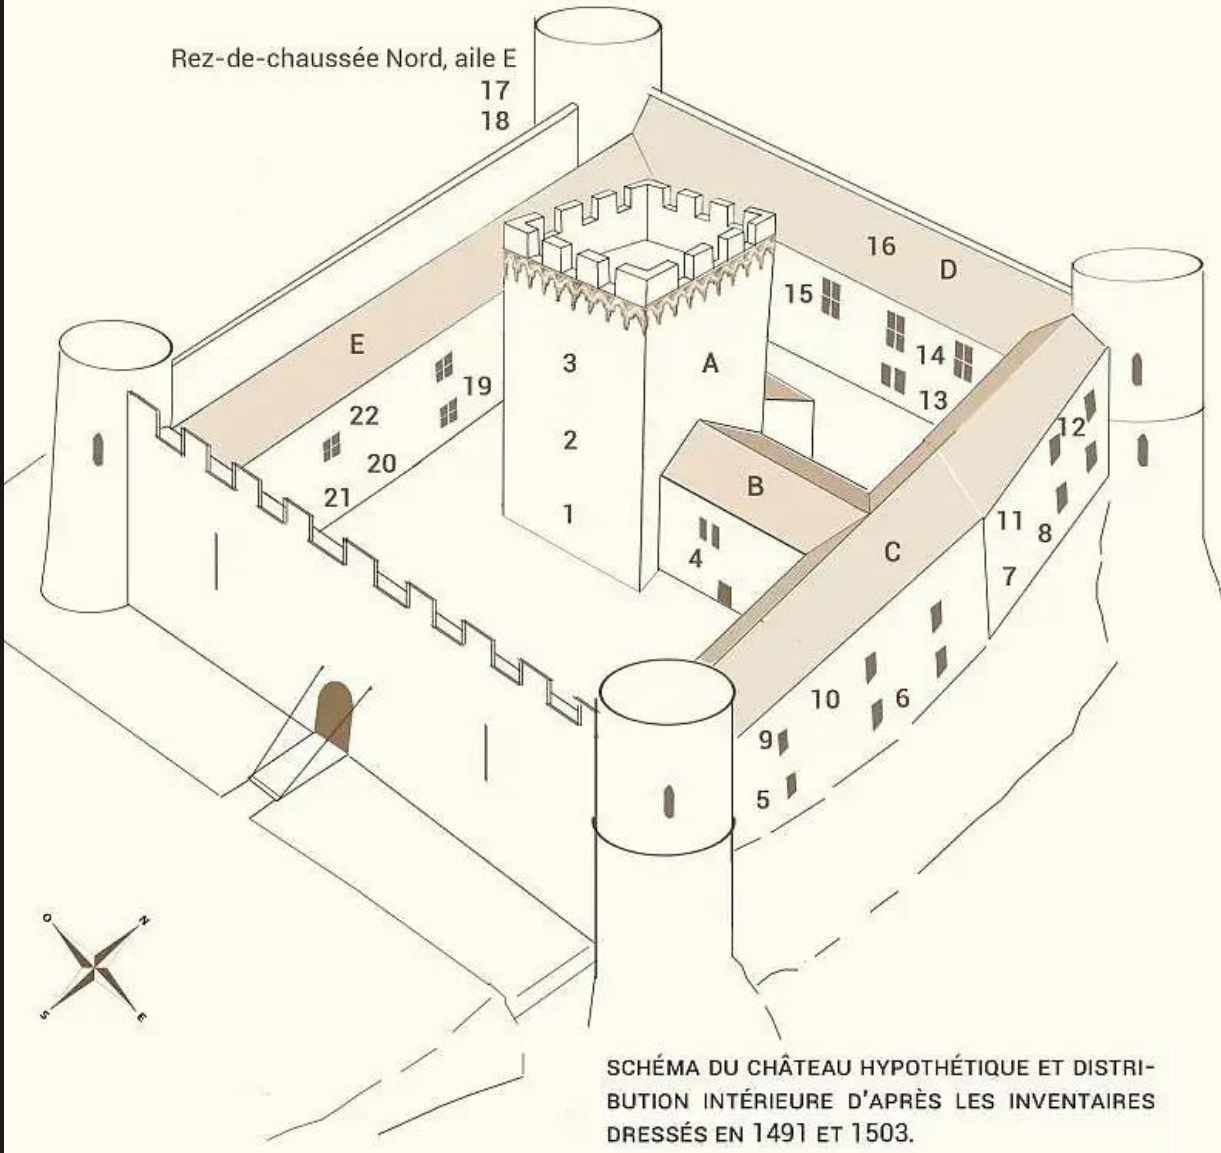 Rez-de-chaussée Nord, aile E
17
18
16
D
15
E
3
A
14
19
13
22
12
2
20
B
21
1
11
8
C
4
7
10
6
9
5
O
N
S
E
SCHÉMA DU CHÂTEAU HYPOTHÉTIQUE ET DISTRI-
BUTION INTÉRIEURE D'APRÈS LES INVENTAIRES
DRESSÉS EN 1491 ET 1503.